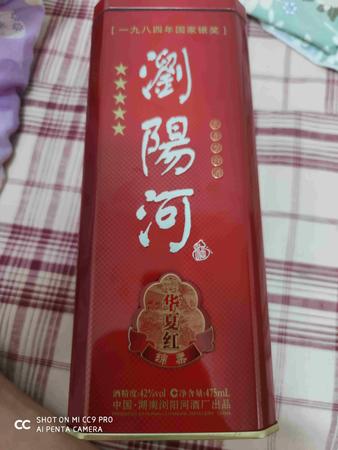 [一九八四年国家银奖]
瀏陽河
华夏红
臻品
酒精度:42%vol 净含量:475mL
中国·湖南浏阳河酒厂出品
SHOT ON MI CC9 PRO
AI PENTA CAMERA